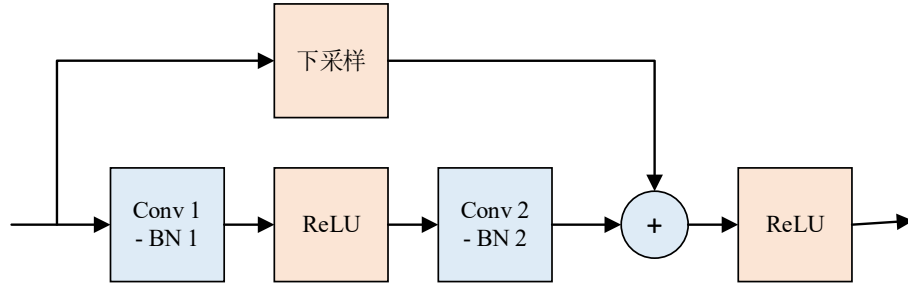 下采样
Conv 1
- BN 1
ReLU
Conv 2
- BN 2
+
ReLU